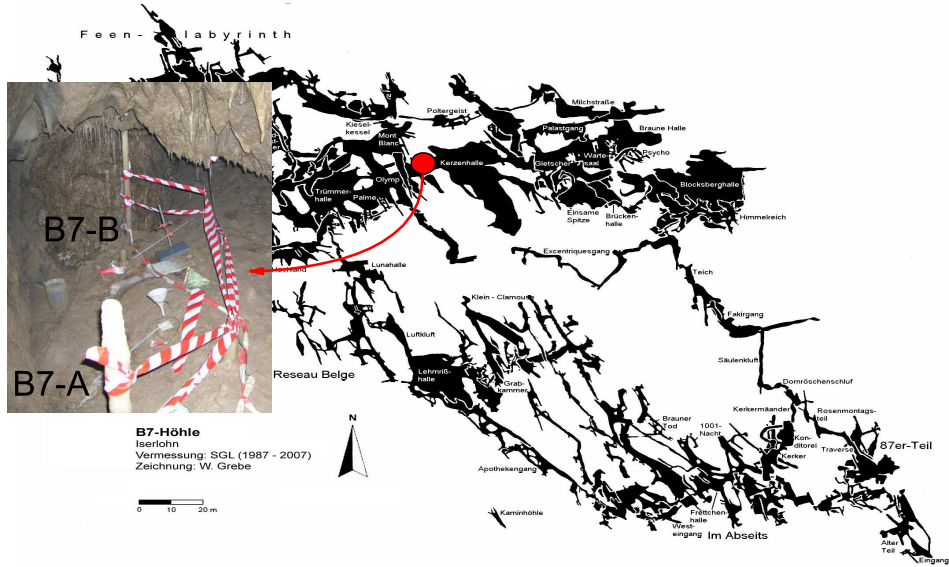 Feen- labyrinth
Poltergeist
Milchstraße
Kiesel-
kessel
Mont
Blanc
Palastgang
Braune Halle
Kerzenhalle
Gletscher
Warte-
saal
Psycho
Olymp
Trümmer-
halle
Palme
Blocksberghalle
Einsame
Spitze
Brücken-
halle
Himmelreich
B7-B
Excentriquesgang
Lunahalle
Teich
Klein - Clamouse
Fakirgang
Luftkluft
Säulenkluft
B7-A
Reseau Belge
Lehmriß-
halle
Grab-
kammer
Dornröschenschluf
Kerkermäander
Rosenmontags-
teil
Brauner
Tod
1001-
Nacht
Kon-
ditorei
Traverse
87er-Teil
Kerker
B7-Höhle
Iserlohn
Vermessung: SGL (1987 - 2007)
Zeichnung: W. Grebe
N
Apothekengang
0 10 20 m
Kaminhöhle
Frettchen-
halle
West-
eingang
Im Abseits
Alter
Teil
Eingang